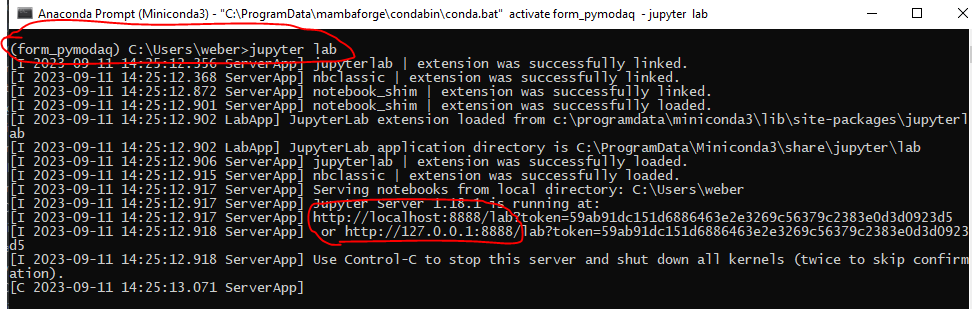 Anaconda Prompt (Miniconda3) - "C:\ProgramData\mambaforge\condabin\conda.bat" activate form_pymodaq - jupyter lab
(form_pymodaq) C:\Users\weber>jupyter lab
[I 2023-09-11 14:25:12.356 ServerApp] jupyterlab | extension was successfully linked.
[I 2023-09-11 14:25:12.368 ServerApp] nbclassic | extension was successfully linked.
[I 2023-09-11 14:25:12.872 ServerApp] notebook_shim | extension was successfully linked.
[I 2023-09-11 14:25:12.901 ServerApp] notebook_shim | extension was successfully loaded.
[I 2023-09-11 14:25:12.902 LabApp] JupyterLab extension loaded from c:\programdata\miniconda3\lib\site-packages\jupyterl
ab
[I 2023-09-11 14:25:12.902 LabApp] JupyterLab application directory is C:\ProgramData\Miniconda3\share\jupyter\lab
[I 2023-09-11 14:25:12.906 ServerApp] jupyterlab | extension was successfully loaded.
[I 2023-09-11 14:25:12.915 ServerApp] nbclassic | extension was successfully loaded.
[I 2023-09-11 14:25:12.917 ServerApp] Serving notebooks from local directory: C:\Users\weber
[I 2023-09-11 14:25:12.917 ServerApp] Jupyter Server 1.18.1 is running at:
[I 2023-09-11 14:25:12.917 ServerApp] http://localhost:8888/lab?token=59ab91dc151d6886463e2e3269c56379c2383e0d3d0923d5
[I 2023-09-11 14:25:12.918 ServerApp]  or http://127.0.0.1:8888/lab?token=59ab91dc151d6886463e2e3269c56379c2383e0d3d0923
d5
[I 2023-09-11 14:25:12.918 ServerApp] Use Control-C to stop this server and shut down all kernels (twice to skip confirm
ation).
[C 2023-09-11 14:25:13.071 ServerApp]